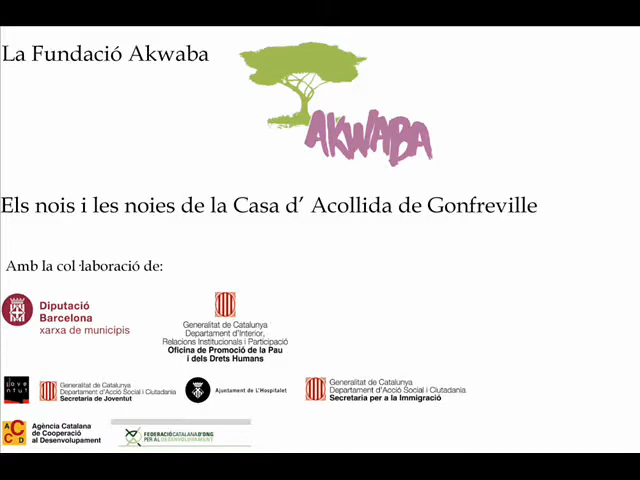 La Fundació Akwaba
AKWABA
Els nois i les noies de la Casa d’ Acollida de Gonfreville
Amb la col·laboració de:
Diputació
Barcelona
xarxa de municipis
Generalitat de Catalunya
Departament d'Interior,
Relacions Institucionals i Participació
Oficina de Promoció de la Pau
i dels Drets Humans
jove
ntut
Generalitat de Catalunya
Departament d'Acció Social i Ciutadania
Secretaria de Joventut
Ajuntament de L'Hospitalet
Generalitat de Catalunya
Departament d'Acció Social i Ciutadania
Secretaria per a la Immigració
A C
C D
Agència Catalana
de Cooperació
al Desenvolupament
FEDERACIÓCATALANAD'ONG
PER AL DESENVOLUPAMENT